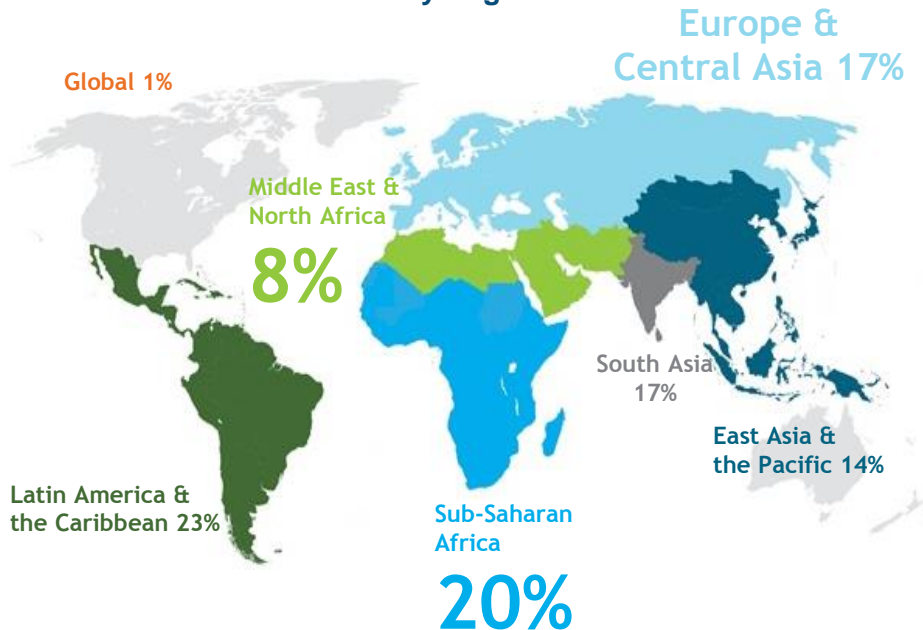 Europe &
Central Asia 17%
Global 1%
Middle East &
North Africa
8%
South Asia
17%
East Asia &
the Pacific 14%
Latin America &
the Caribbean 23%
Sub-Saharan
Africa
20%